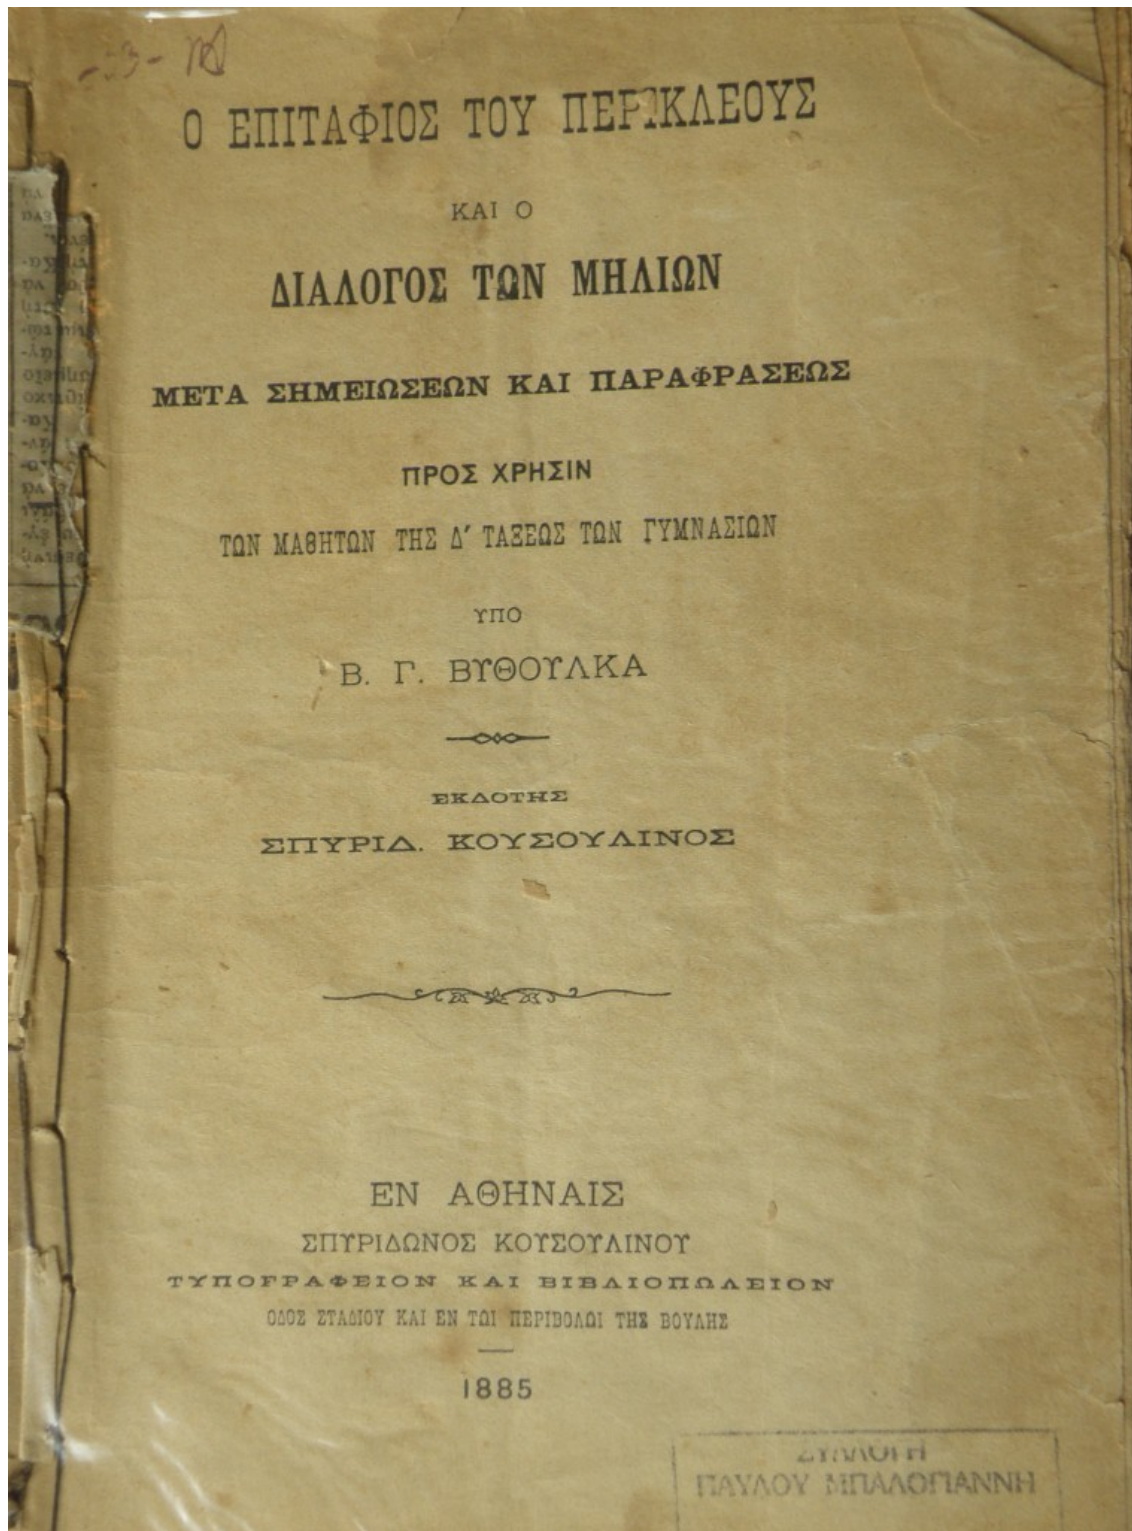 Ο ΕΠΙΤΑΦΙΟΣ ΤΟΥ ΠΕΡΙΚΛΕΟΥΣ
ΚΑΙ Ο
ΔΙΑΛΟΓΟΣ ΤΩΝ ΜΗΛΙΩΝ
ΜΕΤΑ ΣΗΜΕΙΩΣΕΩΝ ΚΑΙ ΠΑΡΑΦΡΑΣΕΩΣ
ΠΡΟΣ ΧΡΗΣΙΝ
ΤΩΝ ΜΑΘΗΤΩΝ ΤΗΣ Δ΄ ΤΑΞΕΩΣ ΤΩΝ ΓΥΜΝΑΣΙΩΝ
ΥΠΟ
Β. Γ. ΒΥΘΟΥΛΚΑ
ΕΚΔΟΤΗΣ
ΣΠΥΡΙΔ. ΚΟΥΣΟΥΛΙΝΟΣ
ΕΝ ΑΘΗΝΑΙΣ
ΣΠΥΡΙΔΩΝΟΣ ΚΟΥΣΟΥΛΙΝΟΥ
ΤΥΠΟΓΡΑΦΕΙΟΝ ΚΑΙ ΒΙΒΛΙΟΠΩΛΕΙΟΝ
ΟΔΟΣ ΣΤΑΔΙΟΥ ΚΑΙ ΕΝ ΤΩΙ ΠΕΡΙΒΟΛΩΙ ΤΗΣ ΒΟΥΛΗΣ
1885
ΣΥΛΛΟΓΗ
ΠΑΥΛΟΥ ΜΠΑΛΟΓΙΑΝΝΗ